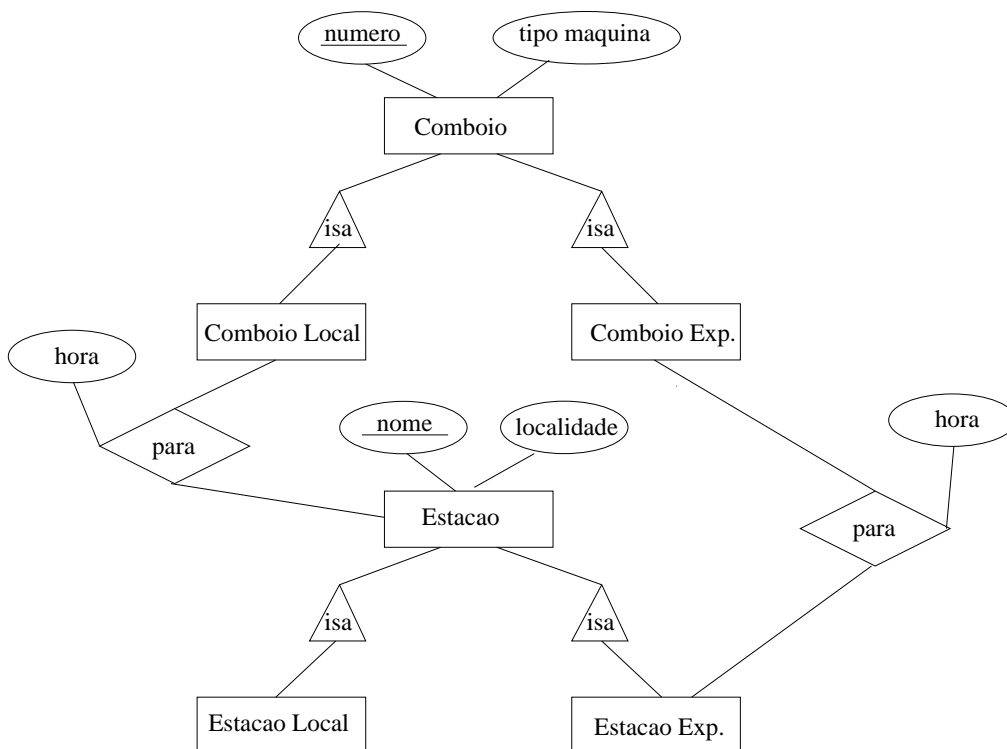 numero
tipo maquina
Comboio
isa
isa
Comboio Local
Comboio Exp.
hora
nome
localidade
hora
para
Estacao
para
isa
isa
Estacao Local
Estacao Exp.